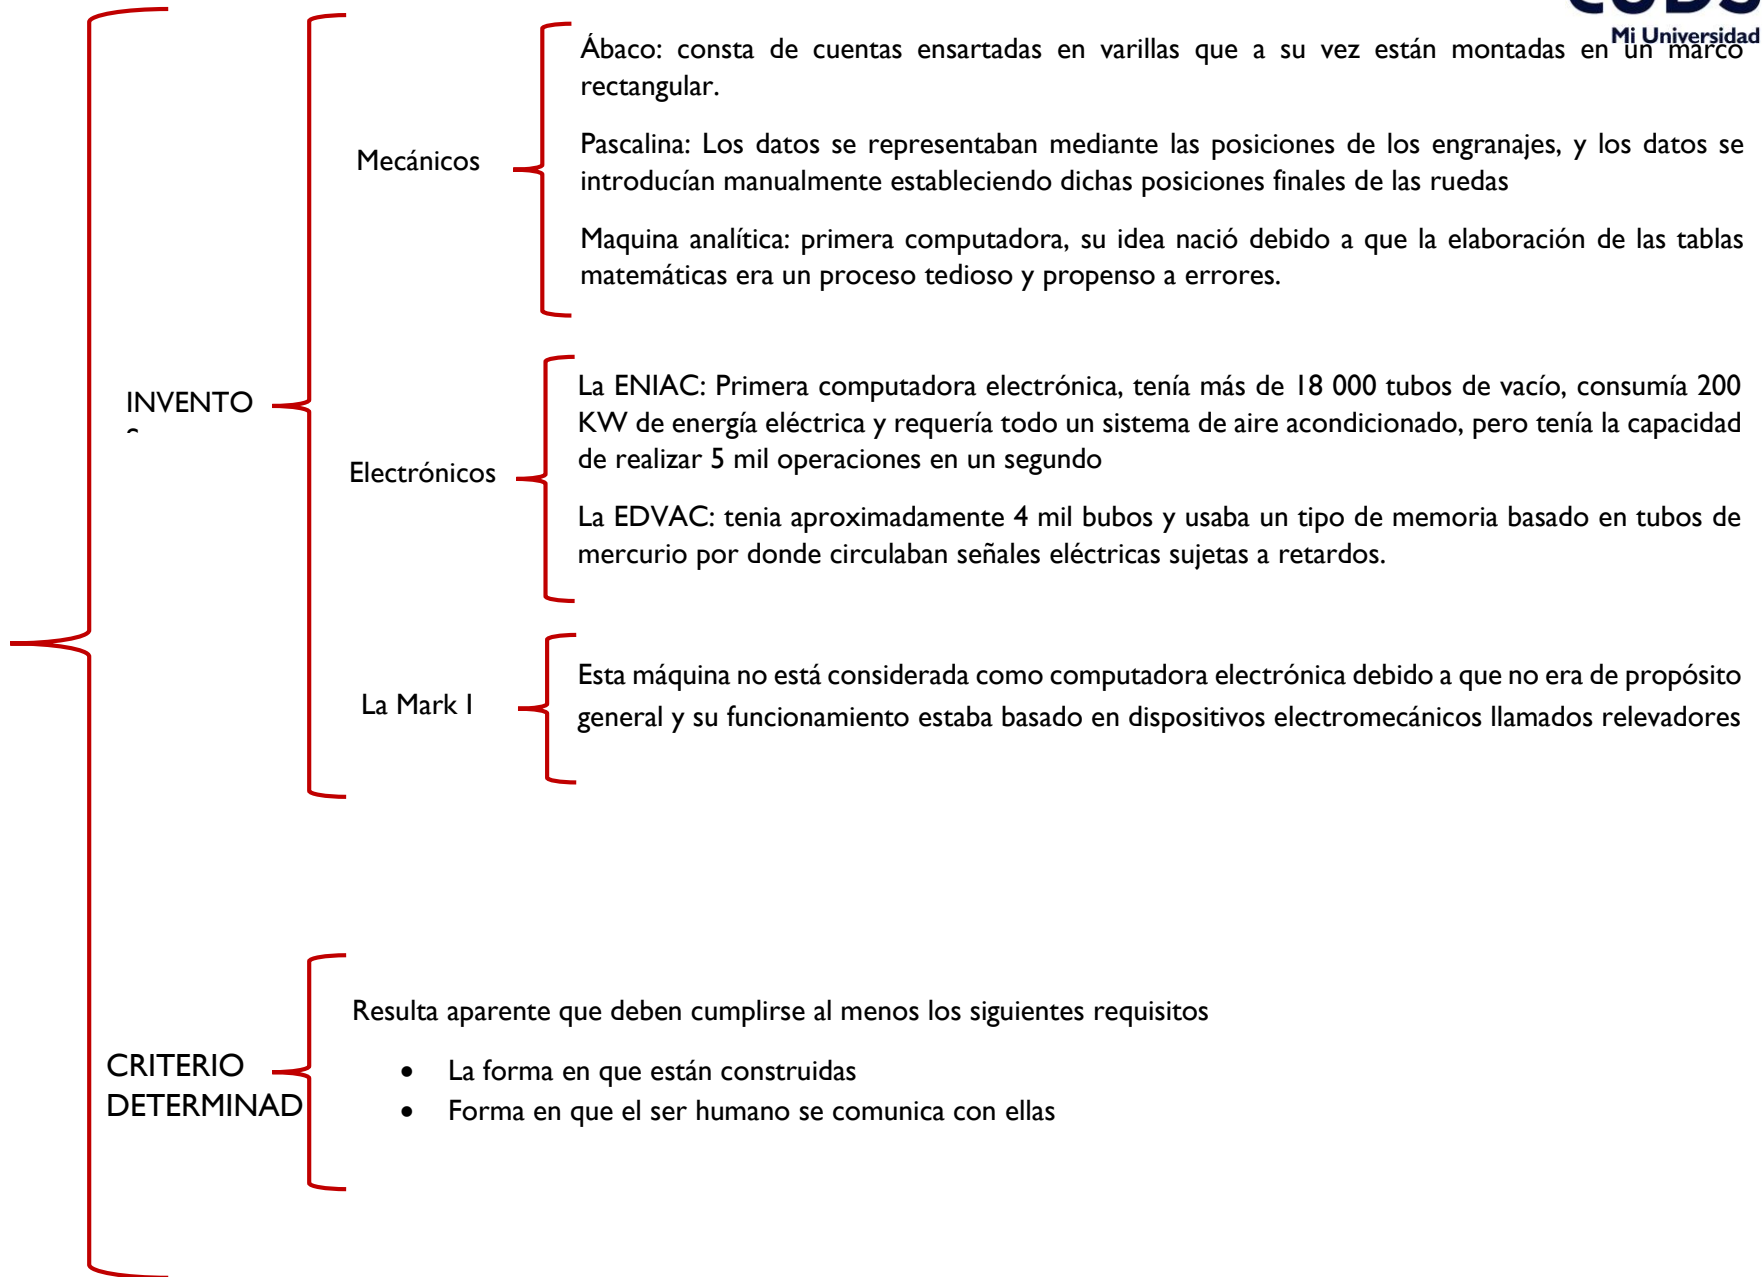 Mi Universidad
Ábaco: consta de cuentas ensartadas en varillas que a su vez están montadas en un marco
rectangular.
Pascalina: Los datos se representaban mediante las posiciones de los engranajes, y los datos se
introducían manualmente estableciendo dichas posiciones finales de las ruedas
Mecánicos
Maquina analítica: primera computadora, su idea nació debido a que la elaboración de las tablas
matemáticas era un proceso tedioso y propenso a errores.
INVENTO
La ENIAC: Primera computadora electrónica, tenía más de 18 000 tubos de vacío, consumía 200
KW de energía eléctrica y requería todo un sistema de aire acondicionado, pero tenía la capacidad
de realizar 5 mil operaciones en un segundo
Electrónicos
La EDVAC: tenia aproximadamente 4 mil bubos y usaba un tipo de memoria basado en tubos de
mercurio por donde circulaban señales eléctricas sujetas a retardos.
La Mark I
Esta máquina no está considerada como computadora electrónica debido a que no era de propósito
general y su funcionamiento estaba basado en dispositivos electromecánicos llamados relevadores
CRITERIO
DETERMINAD
Resulta aparente que deben cumplirse al menos los siguientes requisitos
• La forma en que están construidas
• Forma en que el ser humano se comunica con ellas